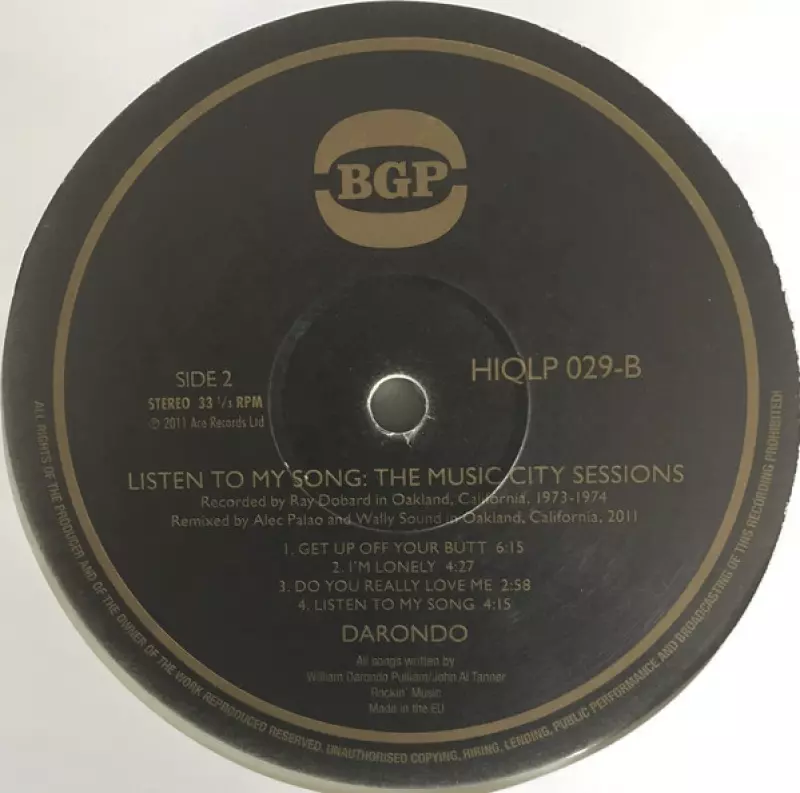 BGP
SIDE 2
HIQLP 029-B
STEREO 33 1/3 RPM
℗ 2011 Ace Records Ltd
LISTEN TO MY SONG: THE MUSIC CITY SESSIONS
Recorded by Ray Dobard in Oakland, California, 1973-1974
Remixed by Alec Palao and Wally Sound in Oakland, California, 2011
1. GET UP OFF YOUR BUTT 6:15
2. I'M LONELY 4:27
3. DO YOU REALLY LOVE ME 2:58
4. LISTEN TO MY SONG 4:15
DARONDO
All songs written by
William Darondo Pulliam/John Al Tanner
Rockin' Music
Made in the EU
ALL RIGHTS OF THE PRODUCER AND OF THE OWNER OF THE WORK REPRODUCED RESERVED. UNAUTHORISED COPYING, HIRING, LENDING, PUBLIC PERFORMANCE AND BROADCASTING OF THIS RECORDING PROHIBITED!